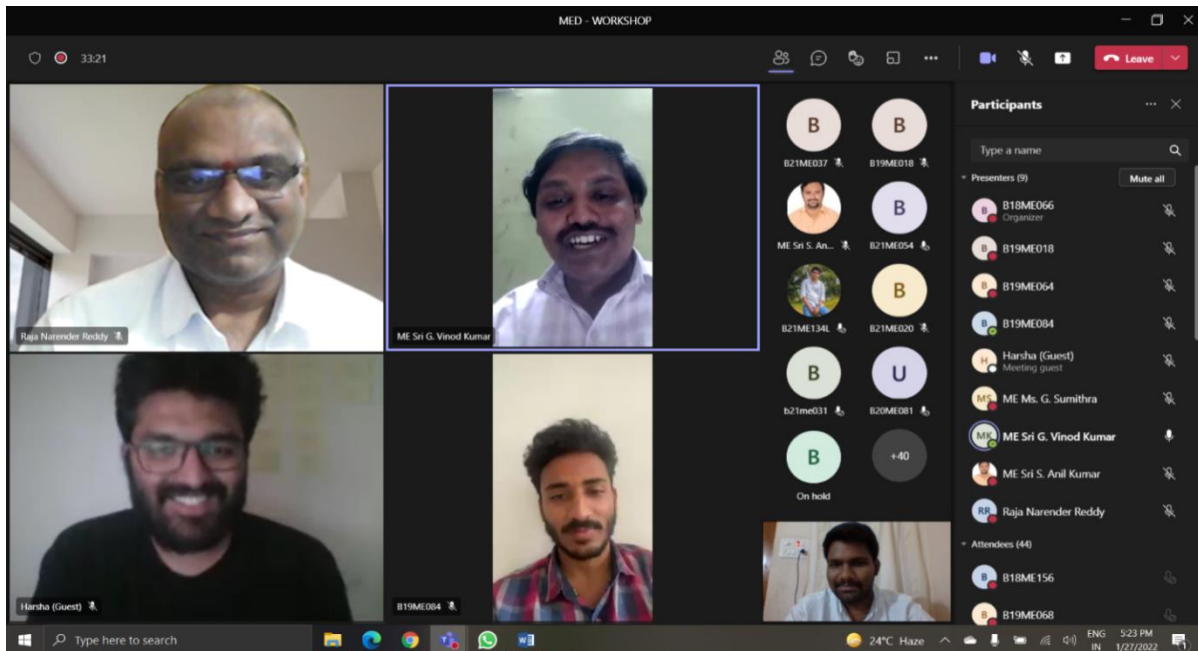 MED - WORKSHOP
33:21
Leave
Raja Narender Reddy
ME Sri G. Vinod Kumar
Harsha (Guest)
B19ME084
B
B21ME037
B
B19ME018
ME Sri S. An...
B
B21ME054
B21ME134L
B
B21ME020
B
b21me031
U
B20ME081
B
On hold
+40
Participants
Type a name
Presenters (9)
Mute all
B
B18ME066
Organizer
B
B19ME018
B
B19ME064
B
B19ME084
H
Harsha (Guest)
Meeting guest
MS
ME Ms. G. Sumithra
MK
ME Sri G. Vinod Kumar
ME Sri S. Anil Kumar
RR
Raja Narender Reddy
Attendees (44)
B
B18ME156
B
B19ME068
Type here to search
24°C Haze
ENG
IN
5:23 PM
1/27/2022